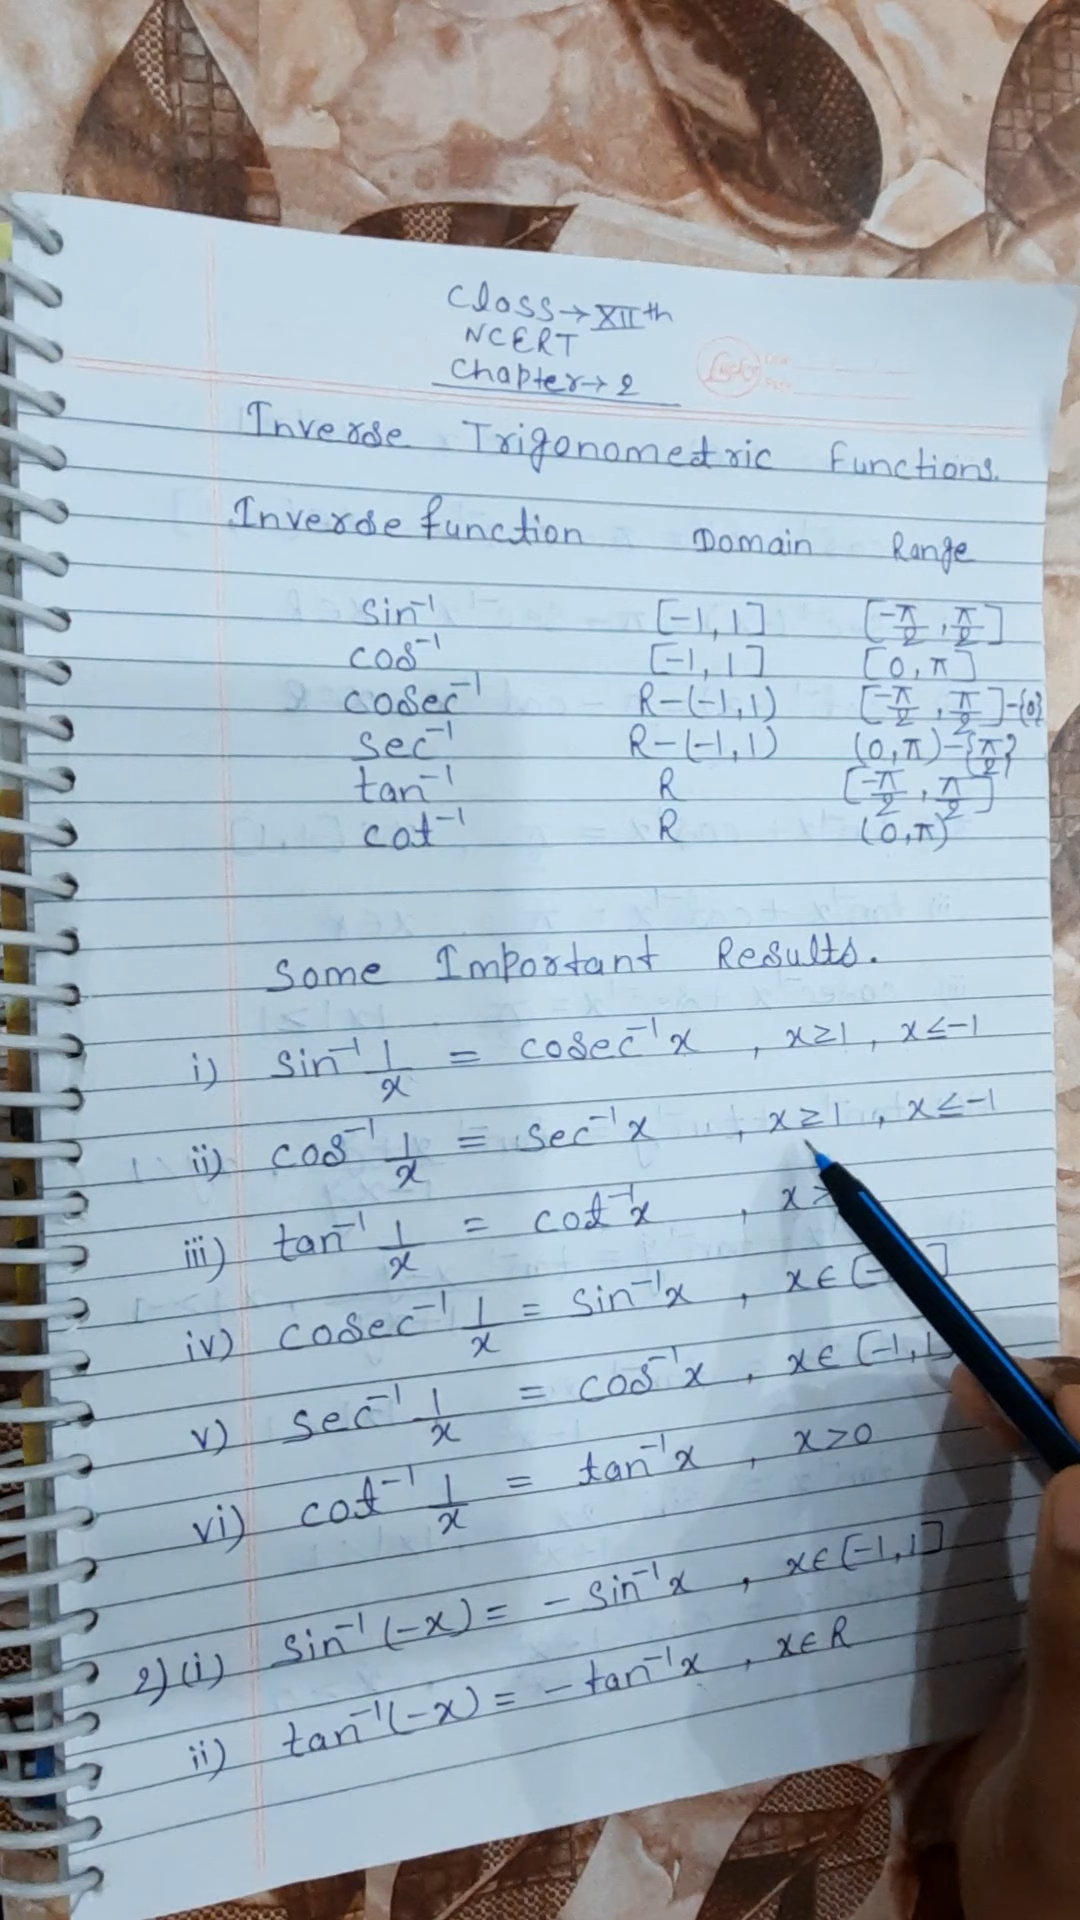 Class→XIIth
NCERT
Chapter→2
Inverse Trigonometric Functions.
Inverse function Domain Range
sin⁻¹ [-1,1] [-π/2, π/2]
cos⁻¹ [-1,1] [0,π]
cosec⁻¹ R-(-1,1) [-π/2, π/2]-{0}
sec⁻¹ R-(-1,1) (0,π)-{π/2}
tan⁻¹ R [-π/2, π/2]
cot⁻¹ R (0,π)
Some Important Results.
i) sin⁻¹ 1/x = cosec⁻¹x , x≥1, x≤-1
ii) cos⁻¹ 1/x = sec⁻¹x , x≥1, x≤-1
iii) tan⁻¹ 1/x = cot⁻¹x , x>
iv) cosec⁻¹ 1/x = sin⁻¹x , x∈[- ]
v) sec⁻¹ 1/x = cos⁻¹x , x∈[-1,1
vi) cot⁻¹ 1/x = tan⁻¹x , x>0
2)(i) sin⁻¹(-x) = -sin⁻¹x , x∈[-1,1]
ii) tan⁻¹(-x) = -tan⁻¹x , x∈R